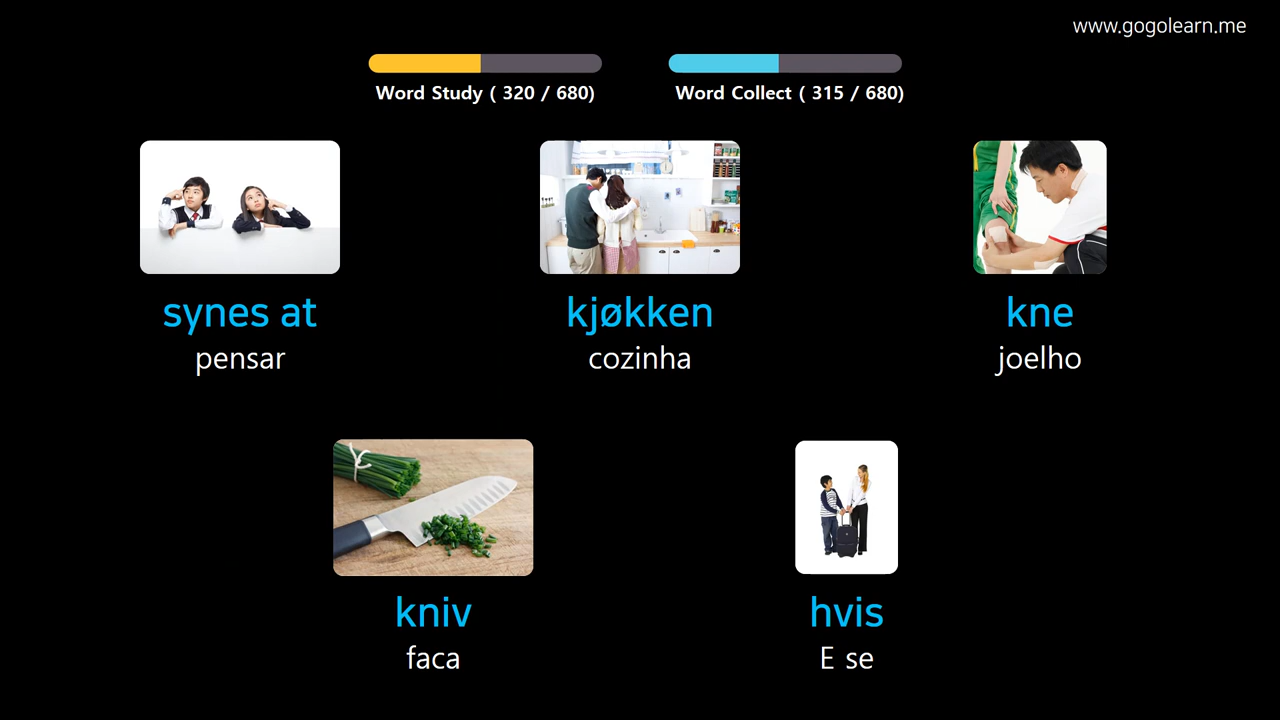 www.gogolearn.me
Word Study ( 320 / 680)
Word Collect ( 315 / 680)
synes at
pensar
kjøkken
cozinha
kne
joelho
kniv
faca
hvis
E se